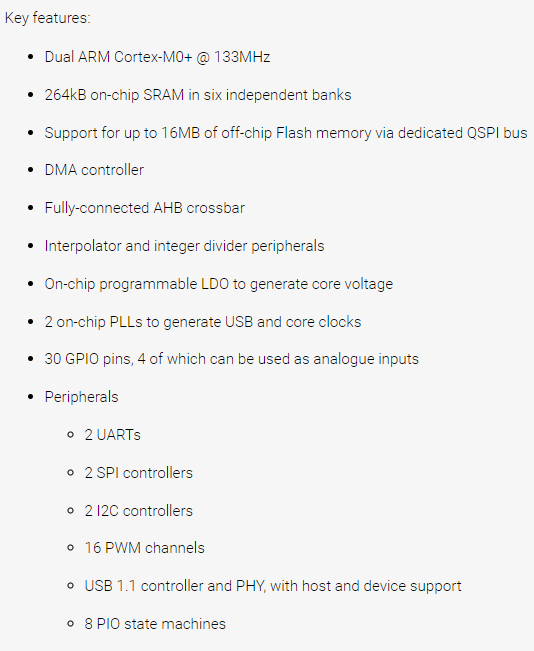 Key features:
Dual ARM Cortex-M0+ @ 133MHz
264kB on-chip SRAM in six independent banks
Support for up to 16MB of off-chip Flash memory via dedicated QSPI bus
DMA controller
Fully-connected AHB crossbar
Interpolator and integer divider peripherals
On-chip programmable LDO to generate core voltage
2 on-chip PLLs to generate USB and core clocks
30 GPIO pins, 4 of which can be used as analogue inputs
Peripherals
2 UARTs
2 SPI controllers
2 I2C controllers
16 PWM channels
USB 1.1 controller and PHY, with host and device support
8 PIO state machines